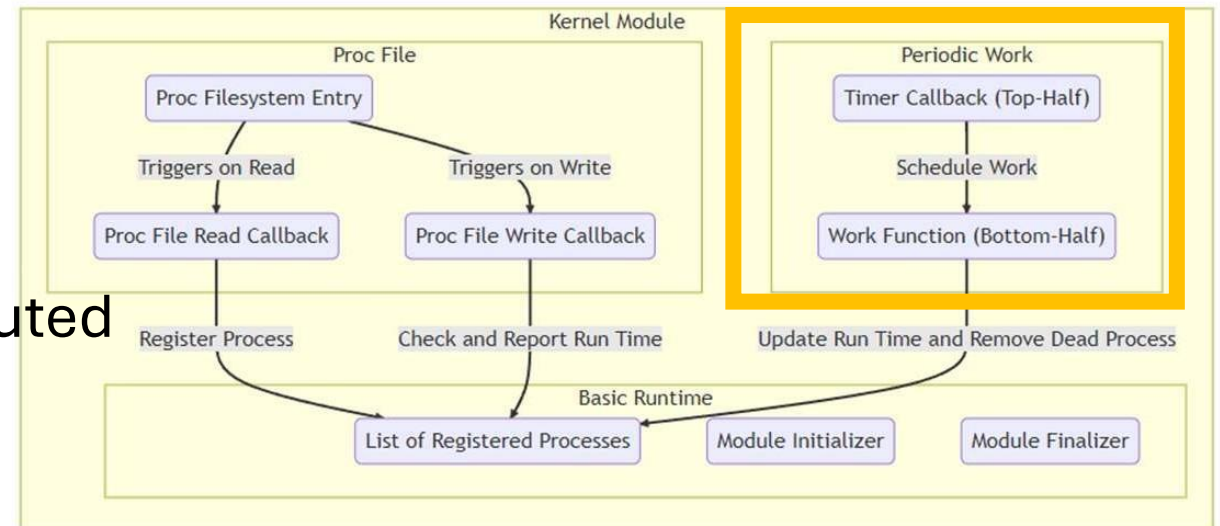 Kernel Module
Proc File
Periodic Work
Proc Filesystem Entry
Timer Callback (Top-Half)
Triggers on Read
Triggers on Write
Schedule Work
Proc File Read Callback
Proc File Write Callback
Work Function (Bottom-Half)
uted
Register Process
Check and Report Run Time
Update Run Time and Remove Dead Process
Basic Runtime
List of Registered Processes
Module Initializer
Module Finalizer